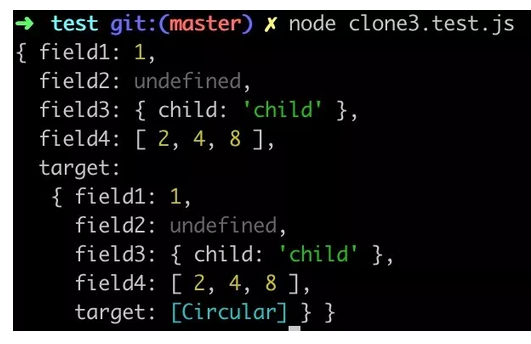 ➜ test git:(master) ✗ node clone3.test.js
{ field1: 1,
  field2: undefined,
  field3: { child: 'child' },
  field4: [ 2, 4, 8 ],
  target:
   { field1: 1,
     field2: undefined,
     field3: { child: 'child' },
     field4: [ 2, 4, 8 ],
     target: [Circular] } }